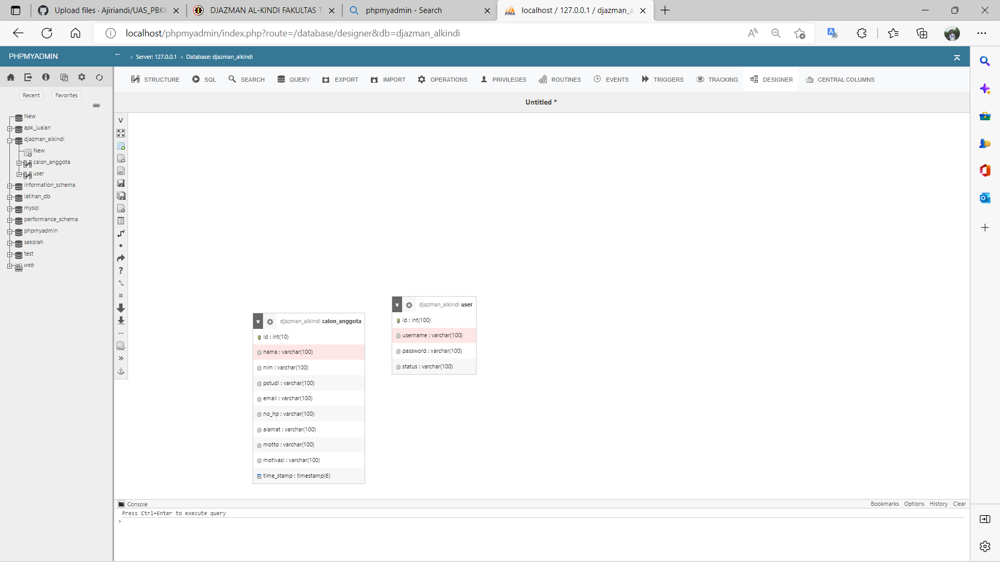 Upload files · Ajiriandi/UAS_PBKK
DJAZMAN AL-KINDI FAKULTAS T
phpmyadmin - Search
localhost / 127.0.0.1 / djazman_a
localhost/phpmyadmin/index.php?route=/database/designer&db=djazman_alkindi
PHPMYADMIN
Server: 127.0.0.1 › Database: djazman_alkindi
STRUCTURE SQL SEARCH QUERY EXPORT IMPORT OPERATIONS PRIVILEGES ROUTINES EVENTS TRIGGERS TRACKING DESIGNER CENTRAL COLUMNS
Recent Favorites
Untitled *
New
apk_jualan
djazman_alkindi
New
calon_anggota
user
information_schema
latihan_db
mysql
performance_schema
phpmyadmin
sekolah
test
web
v djazman_alkindi calon_anggota
id : int(10)
nama : varchar(100)
nim : varchar(100)
pstudi : varchar(100)
email : varchar(100)
no_hp : varchar(100)
alamat : varchar(100)
motto : varchar(100)
motivasi : varchar(100)
time_stamp : timestamp(6)
v djazman_alkindi user
id : int(100)
username : varchar(100)
password : varchar(100)
status : varchar(100)
Console
Bookmarks Options History Clear
Press Ctrl+Enter to execute query
>